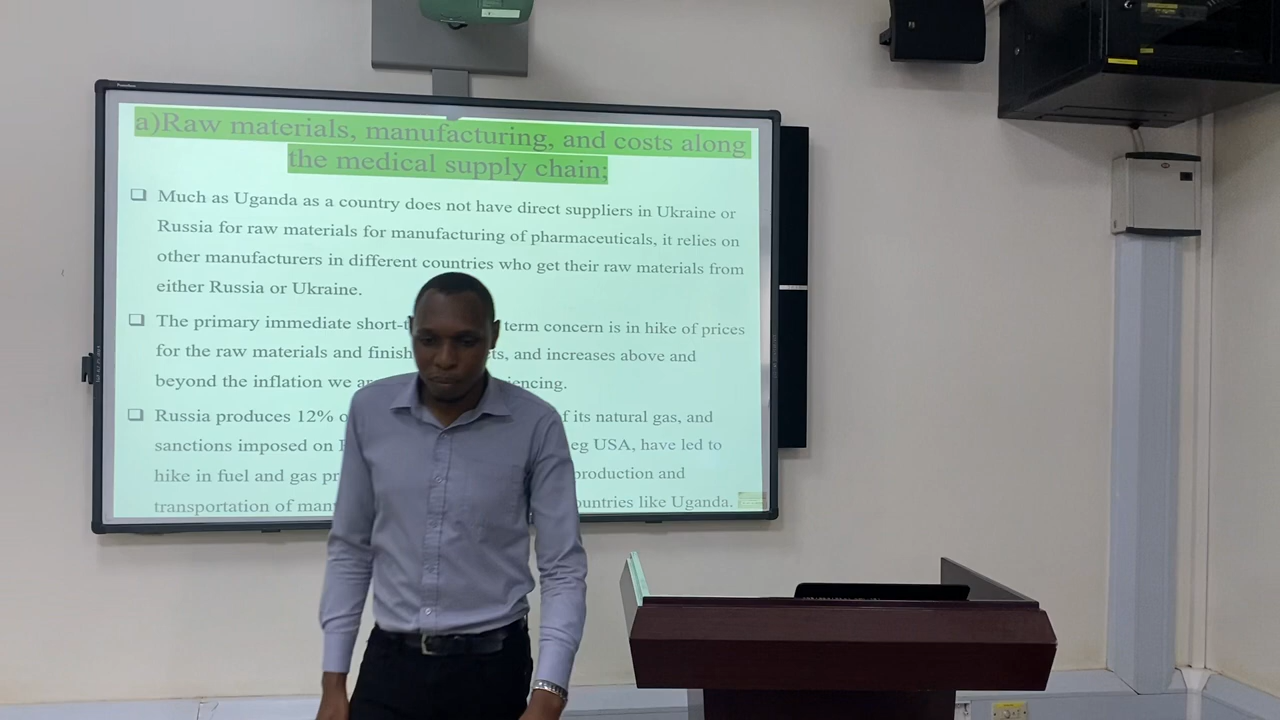 a)Raw materials, manufacturing, and costs along
the medical supply chain;
❑ Much as Uganda as a country does not have direct suppliers in Ukraine or
Russia for raw materials for manufacturing of pharmaceuticals, it relies on
other manufacturers in different countries who get their raw materials from
either Russia or Ukraine.
❑ The primary immediate short-t term concern is in hike of prices
for the raw materials and finish ts, and increases above and
beyond the inflation we ar iencing.
❑ Russia produces 12% o f its natural gas, and
sanctions imposed on eg USA, have led to
hike in fuel and gas pr production and
transportation of man ountries like Uganda.